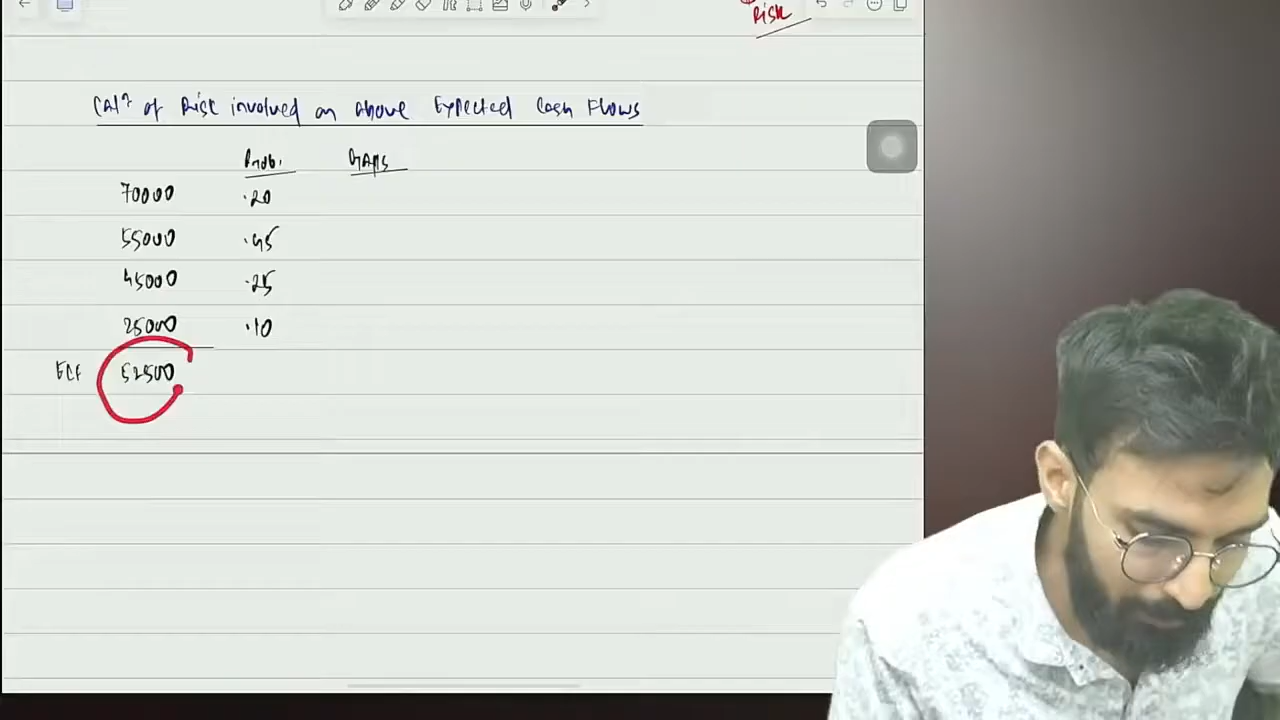 Risk
Caln of Risk involved on above Expected Cash Flows
Prob. GAPs
70000 .20
55000 .45
45000 .25
25000 .10
ECF 52500